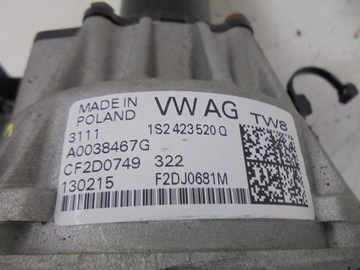 MADE IN VW AG
POLAND
3111 1S2 423 520 Q TW8
A0038467G
CF2D0749 322
130215 F2DJ0681M